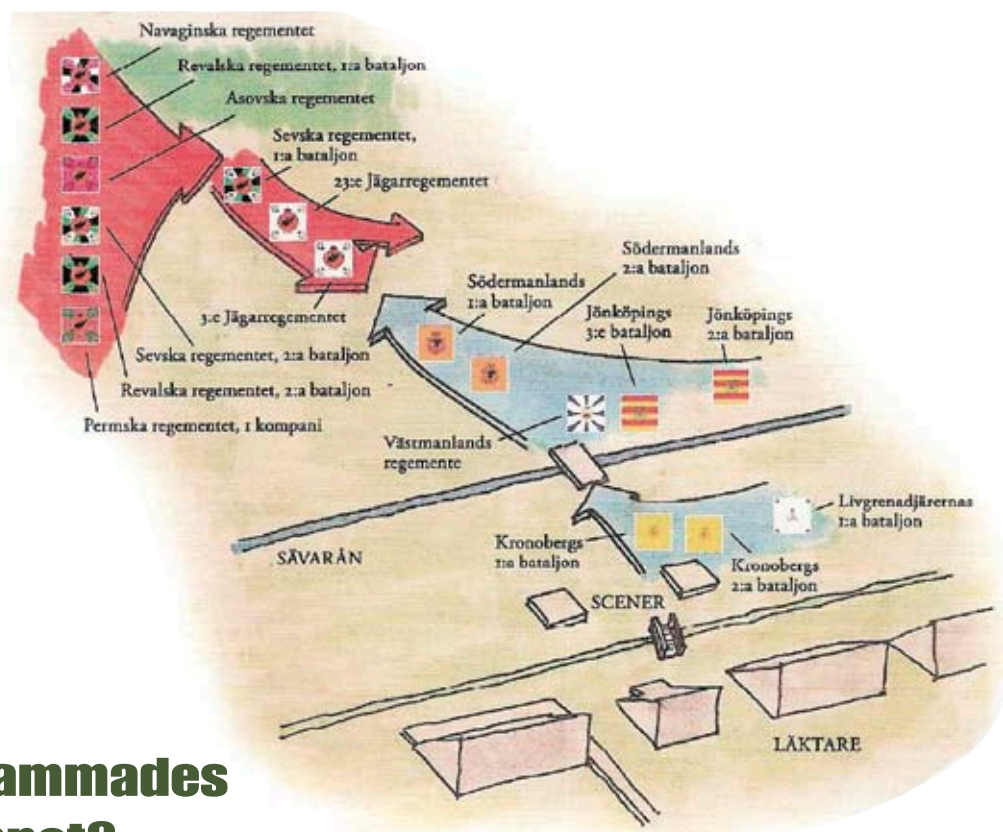 Navaginska regementet
Revalska regementet, 1:a bataljon
Asovska regementet
Sevska regementet,
1:a bataljon
23:e Jägarregementet
3:e Jägarregementet
Sevska regementet, 2:a bataljon
Revalska regementet, 2:a bataljon
Permska regementet, 1 kompani
Södermanlands
1:a bataljon
Södermanlands
2:a bataljon
Jönköpings
3:e bataljon
Jönköpings
2:a bataljon
Västmanlands
regemente
SÄVARÅN
Kronobergs
1:a bataljon
Kronobergs
2:a bataljon
Livgrenadjärernas
1:a bataljon
SCENER
LÄKTARE
ammades